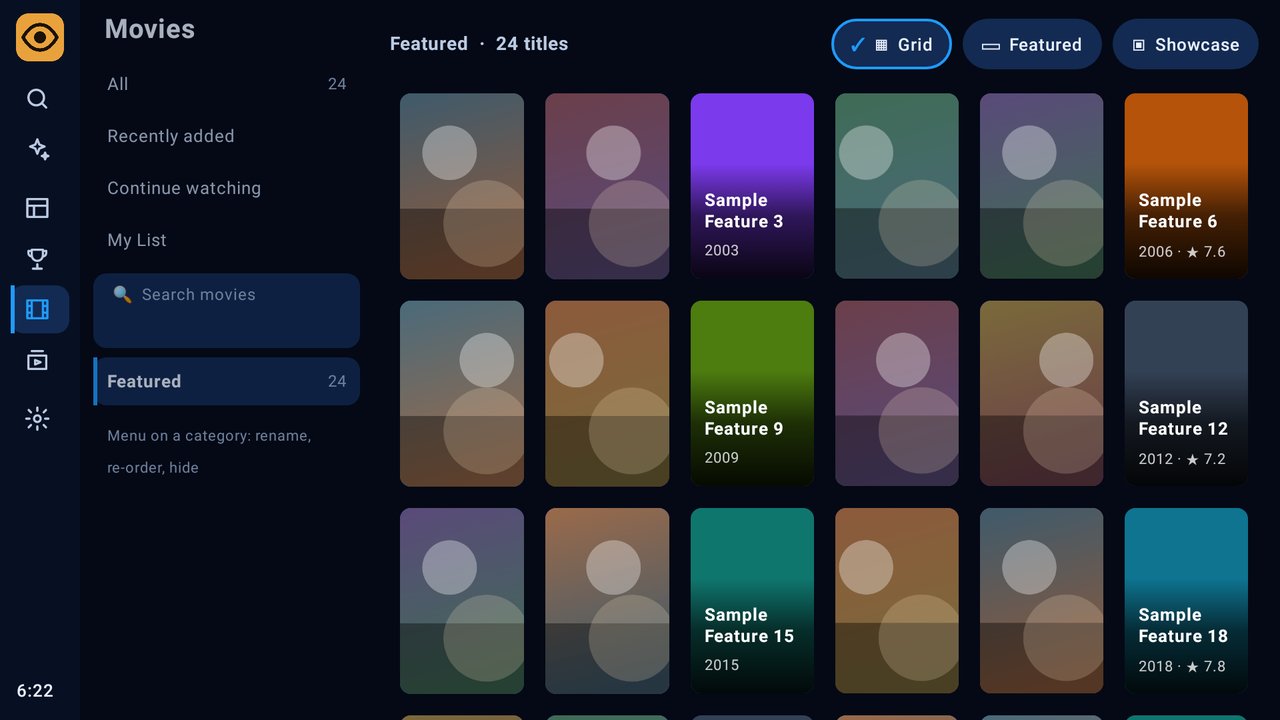 Movies
All 24
Recently added
Continue watching
My List
Search movies
Featured 24
Menu on a category: rename,
re-order, hide
6:22
Featured · 24 titles
✓ Grid
Featured
Showcase
Sample
Feature 3
2003
Sample
Feature 6
2006 · ★ 7.6
Sample
Feature 9
2009
Sample
Feature 12
2012 · ★ 7.2
Sample
Feature 15
2015
Sample
Feature 18
2018 · ★ 7.8